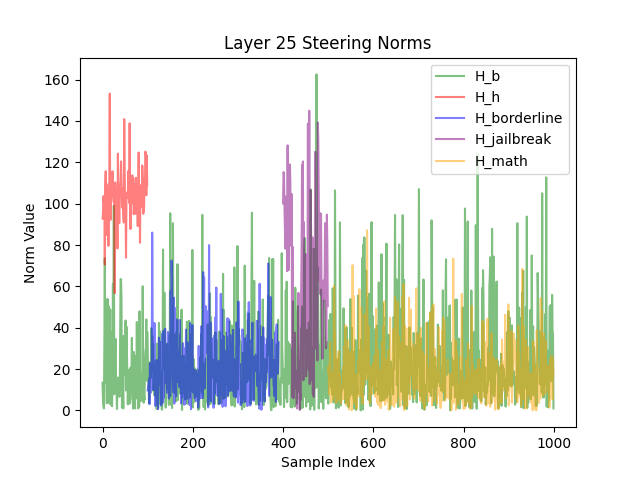 Layer 25 Steering Norms
Norm Value
160
140
120
100
80
60
40
20
0
H_b
H_h
H_borderline
H_jailbreak
H_math
0
200
400
600
800
1000
Sample Index